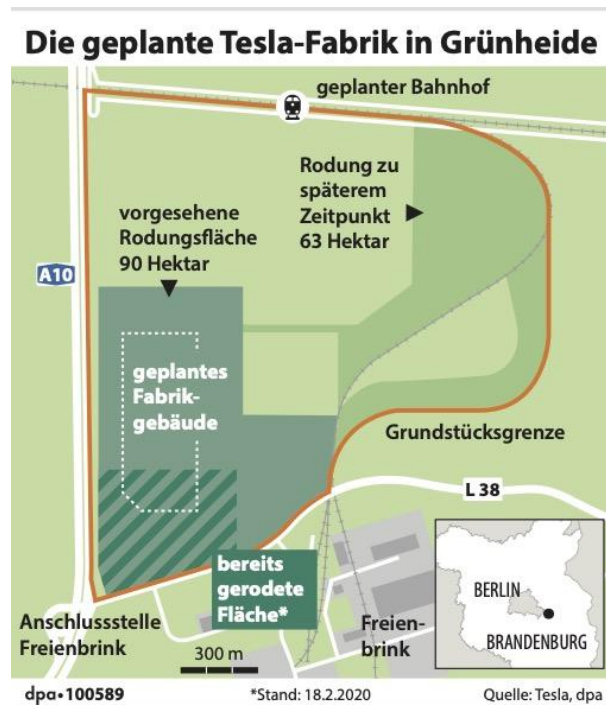 Die geplante Tesla-Fabrik in Grünheide
geplanter Bahnhof
Rodung zu
späterem
Zeitpunkt
63 Hektar
vorgesehene
Rodungsfläche
90 Hektar
A10
geplantes
Fabrik-
gebäude
Grundstücksgrenze
L 38
bereits
gerodete
Fläche*
Anschlussstelle
Freienbrink
Freien-
brink
300 m
BERLIN
BRANDENBURG
dpa•100589
*Stand: 18.2.2020
Quelle: Tesla, dpa